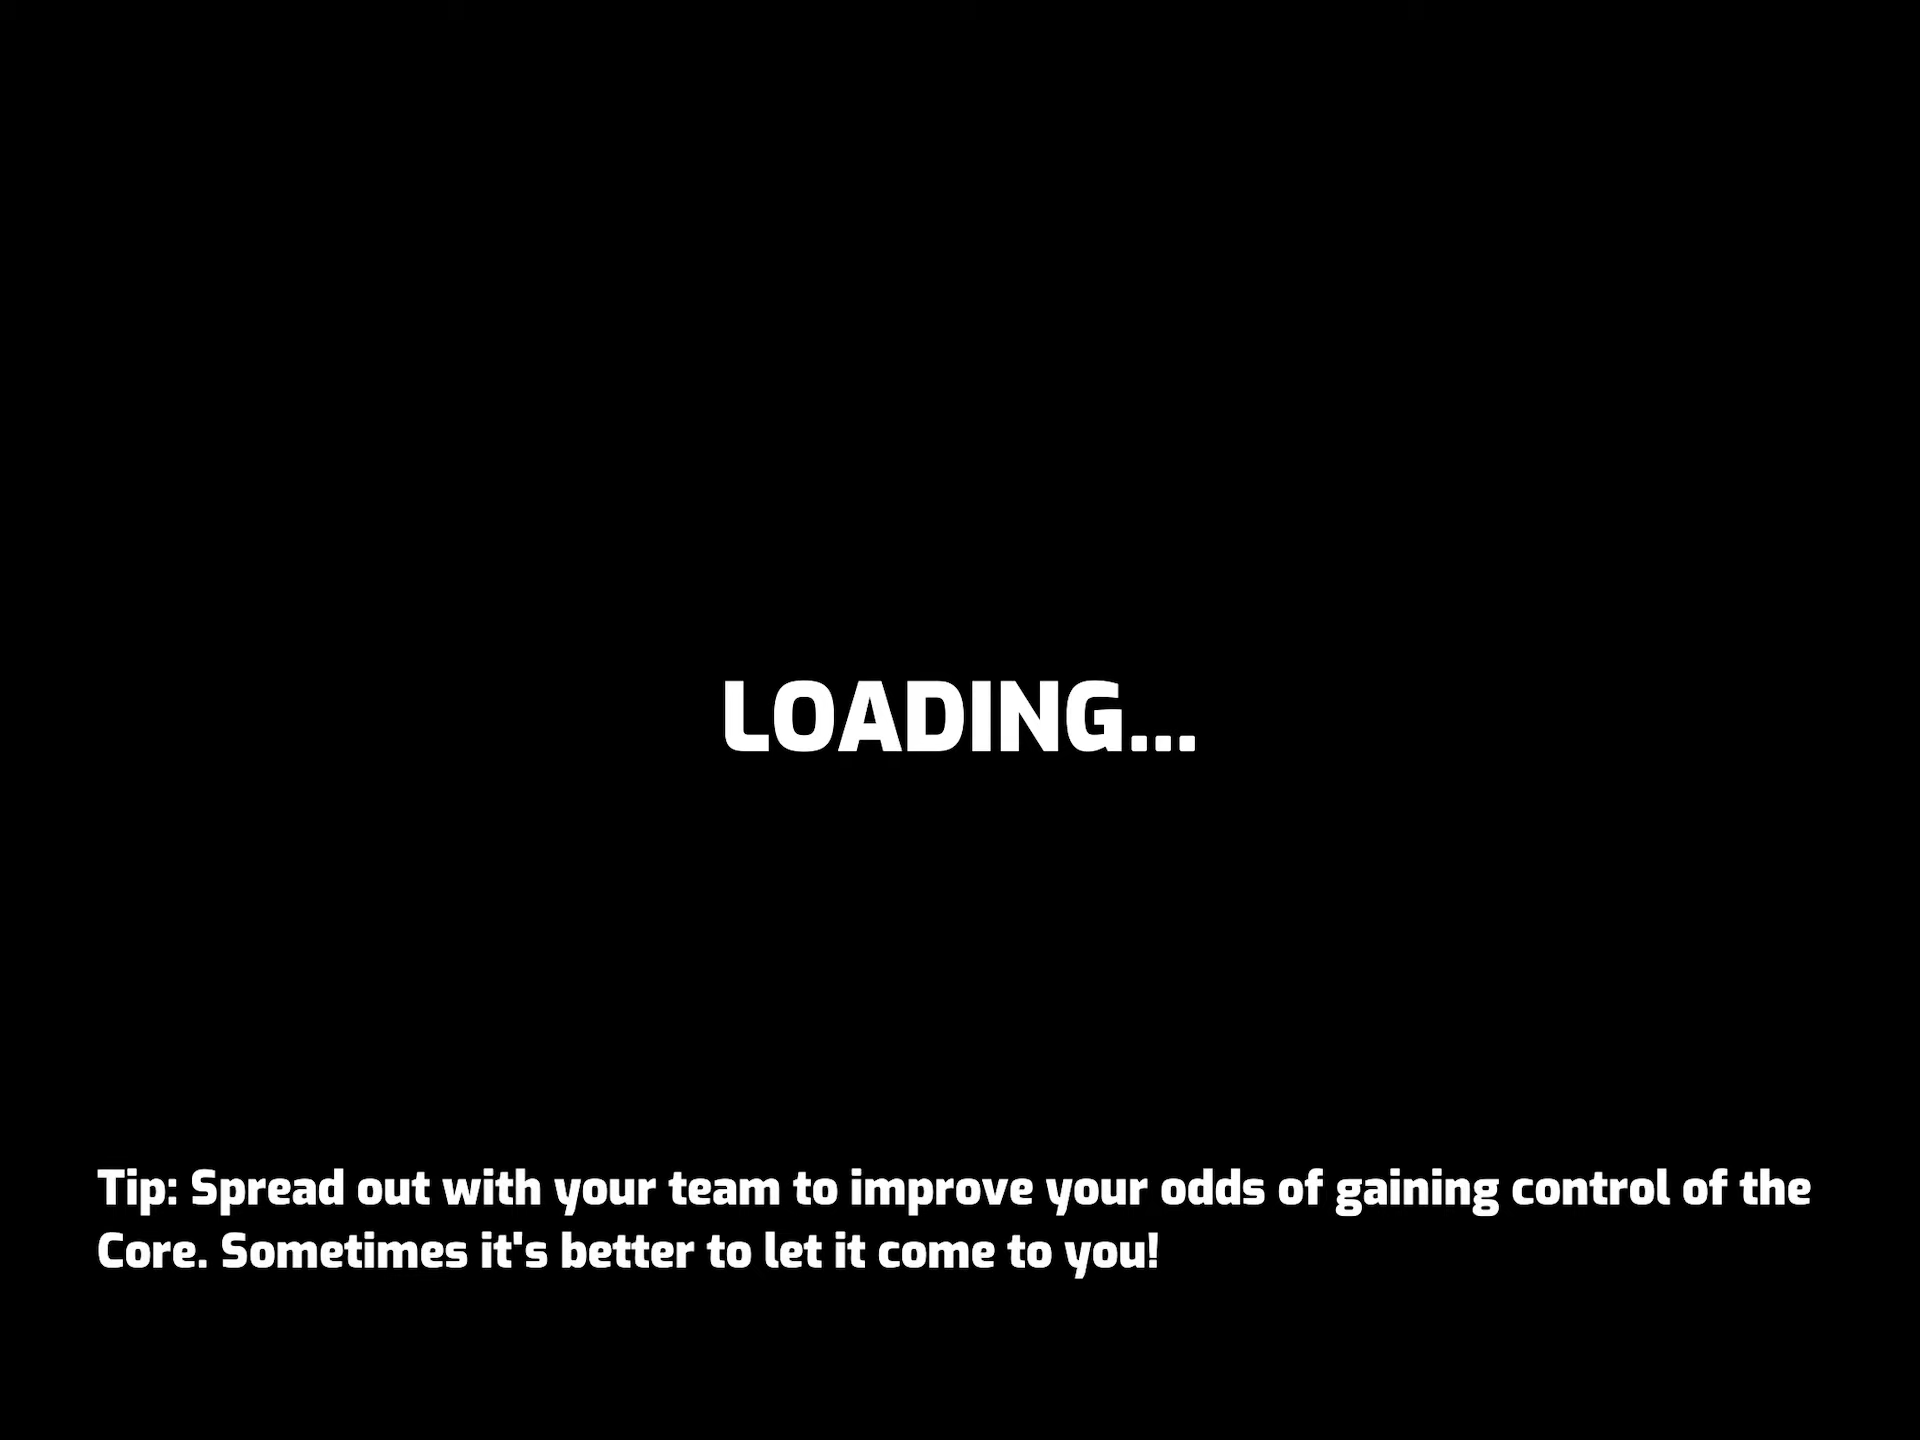 LOADING...
Tip: Spread out with your team to improve your odds of gaining control of the
Core. Sometimes it's better to let it come to you!